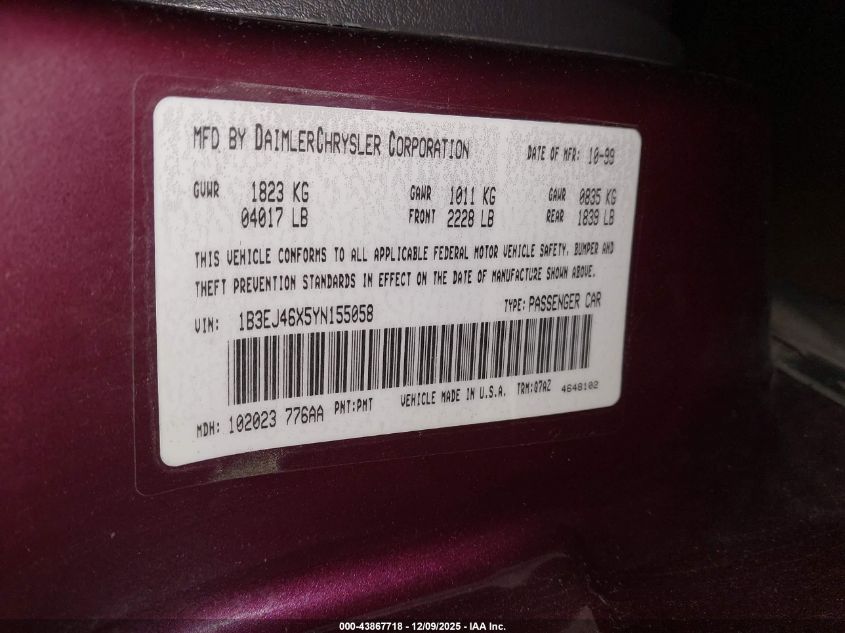 MFD BY DAIMLERCHRYSLER CORPORATION DATE OF MFR: 10-99
GVWR 1823 KG GAWR 1011 KG GAWR 0835 KG
04017 LB FRONT 2228 LB REAR 1839 LB
THIS VEHICLE CONFORMS TO ALL APPLICABLE FEDERAL MOTOR VEHICLE SAFETY, BUMPER AND
THEFT PREVENTION STANDARDS IN EFFECT ON THE DATE OF MANUFACTURE SHOWN ABOVE.
VIN: 1B3EJ46X5YN155058 TYPE: PASSENGER CAR
MDH: 102023 776AA PNT:PMT VEHICLE MADE IN U.S.A. TRM:Q7AZ 4648102
000-43867718 - 12/09/2025 - IAA Inc.